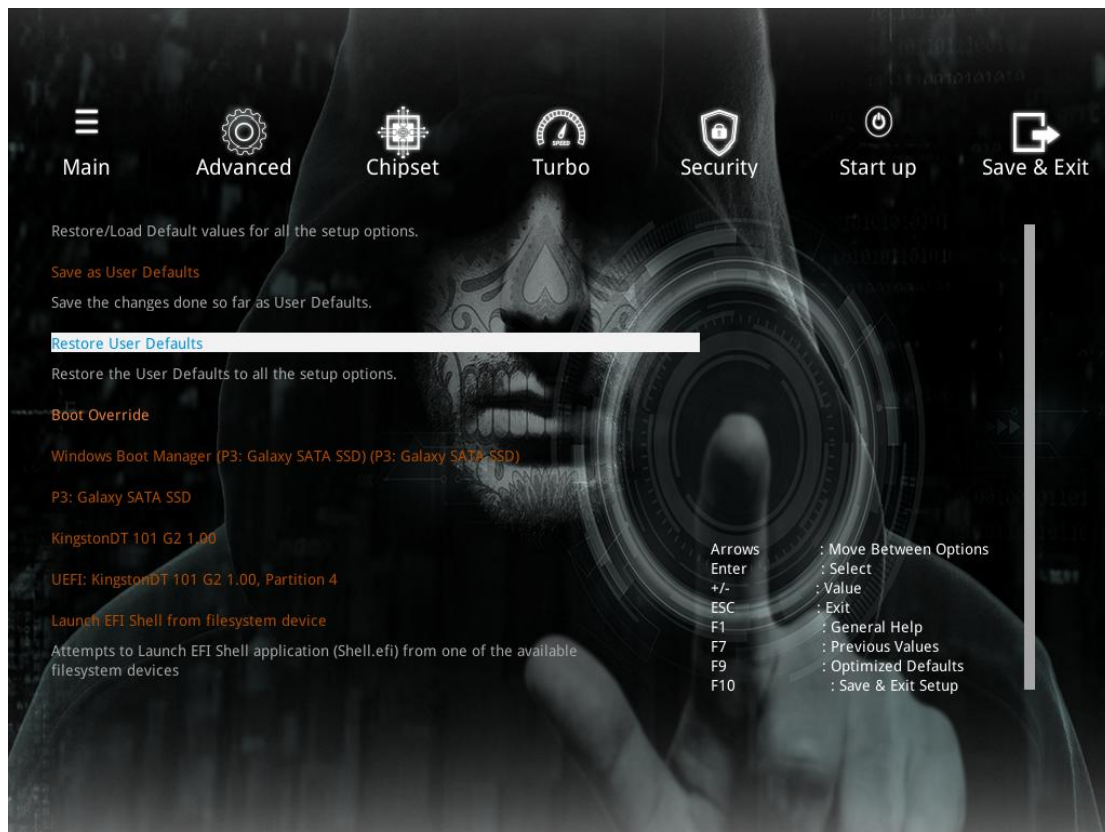 Main Advanced Chipset Turbo Security Start up Save & Exit
SPEED
Restore/Load Default values for all the setup options.
Save as User Defaults
Save the changes done so far as User Defaults.
Restore User Defaults
Restore the User Defaults to all the setup options.
Boot Override
Windows Boot Manager (P3: Galaxy SATA SSD) (P3: Galaxy SATA SSD)
P3: Galaxy SATA SSD
KingstonDT 101 G2 1.00
UEFI: KingstonDT 101 G2 1.00, Partition 4
Launch EFI Shell from filesystem device
Attempts to Launch EFI Shell application (Shell.efi) from one of the available
filesystem devices
Arrows : Move Between Options
Enter : Select
+/- : Value
ESC : Exit
F1 : General Help
F7 : Previous Values
F9 : Optimized Defaults
F10 : Save & Exit Setup